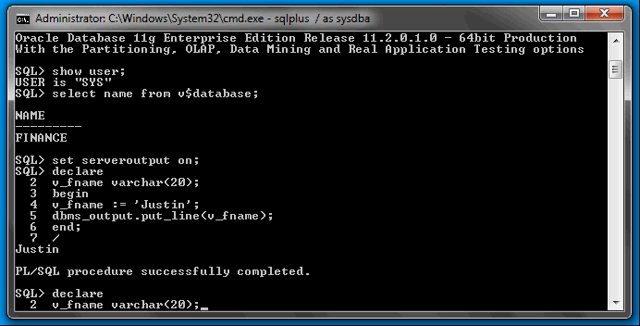 Administrator: C:\Windows\System32\cmd.exe - sqlplus / as sysdba
Oracle Database 11g Enterprise Edition Release 11.2.0.1.0 - 64bit Production
With the Partitioning, OLAP, Data Mining and Real Application Testing options
SQL> show user;
USER is "SYS"
SQL> select name from v$database;
NAME
---------
FINANCE
SQL> set serveroutput on;
SQL> declare
2 v_fname varchar(20);
3 begin
4 v_fname := 'Justin';
5 dbms_output.put_line(v_fname);
6 end;
7 /
Justin
PL/SQL procedure successfully completed.
SQL> declare
2 v_fname varchar(20);_